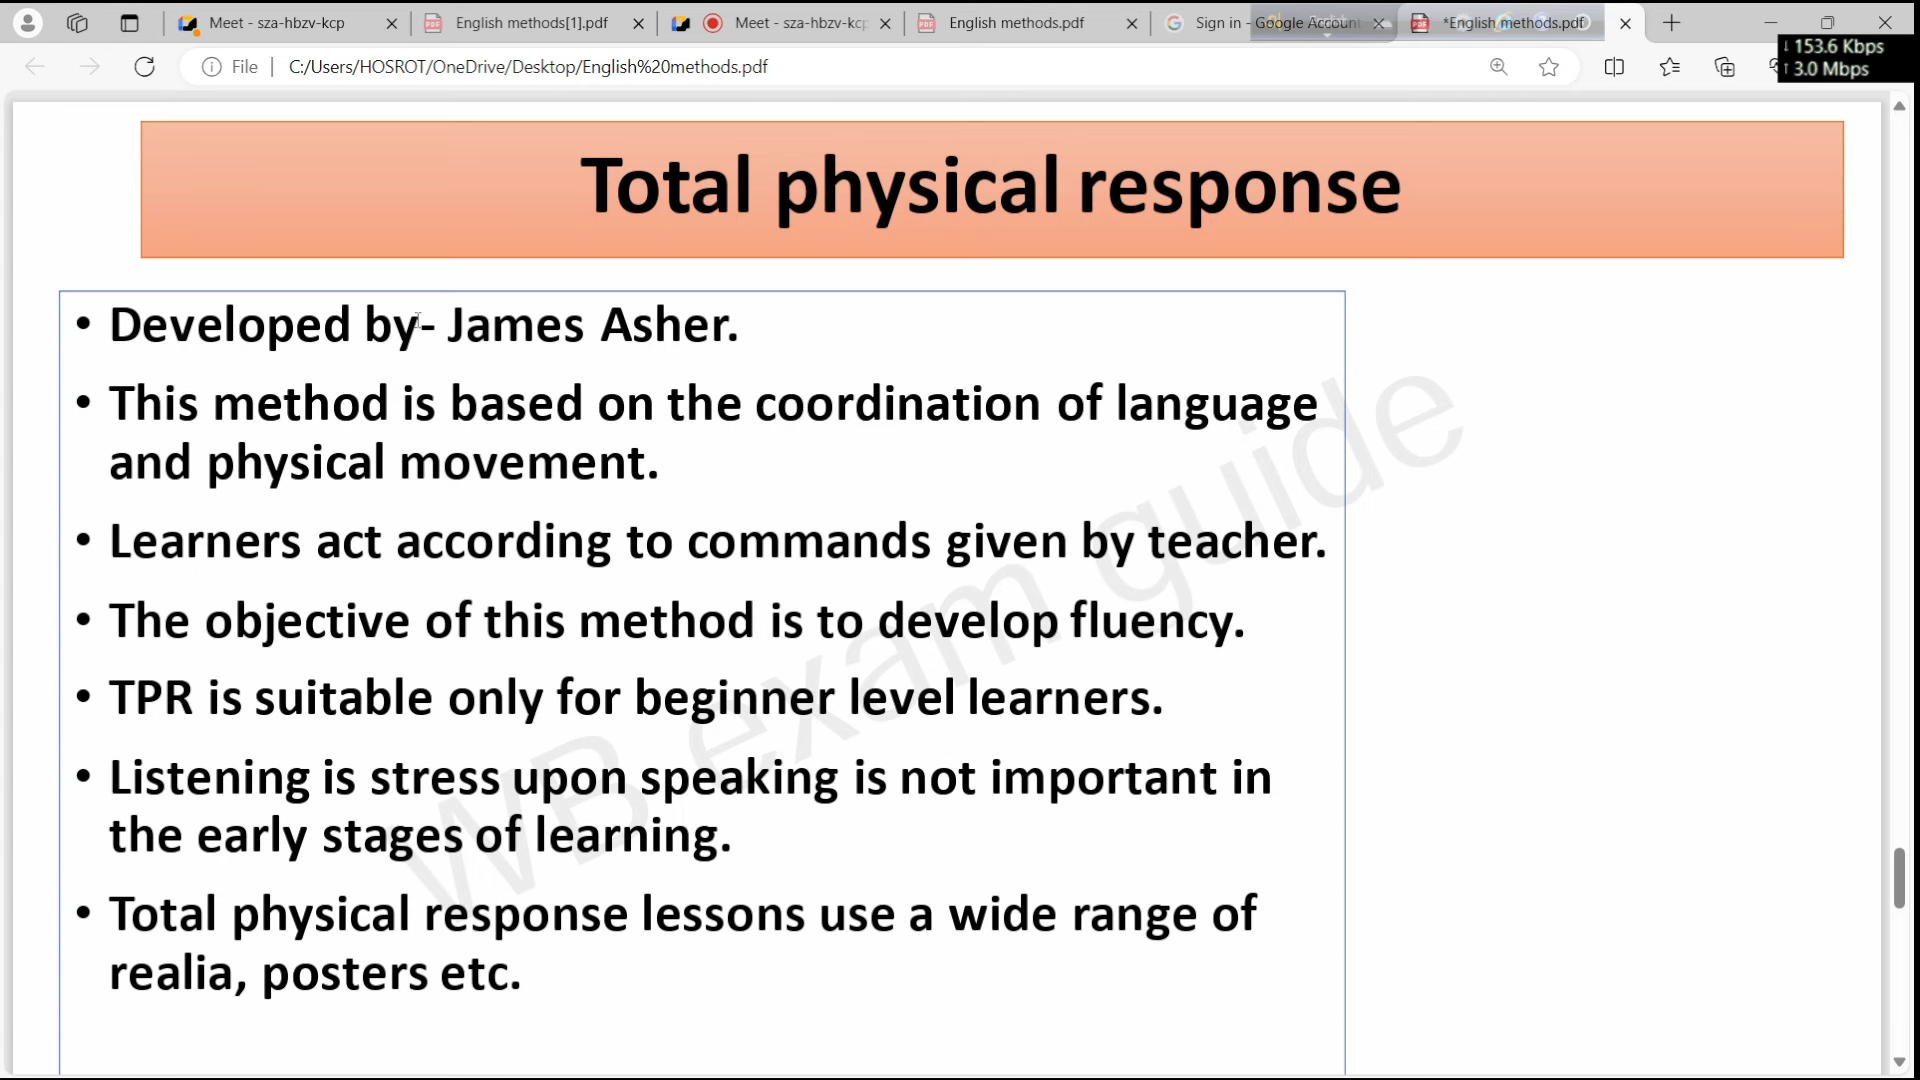 Meet - sza-hbzv-kcp
English methods[1].pdf
Meet - sza-hbzv-kcp
English methods.pdf
Sign in - Google Account
*English methods.pdf
File
C:/Users/HOSROT/OneDrive/Desktop/English%20methods.pdf
↓ 153.6 Kbps
↑ 3.0 Mbps
Total physical response
• Developed by- James Asher.
• This method is based on the coordination of language
and physical movement.
• Learners act according to commands given by teacher.
• The objective of this method is to develop fluency.
• TPR is suitable only for beginner level learners.
• Listening is stress upon speaking is not important in
the early stages of learning.
• Total physical response lessons use a wide range of
realia, posters etc.
WB exam guide